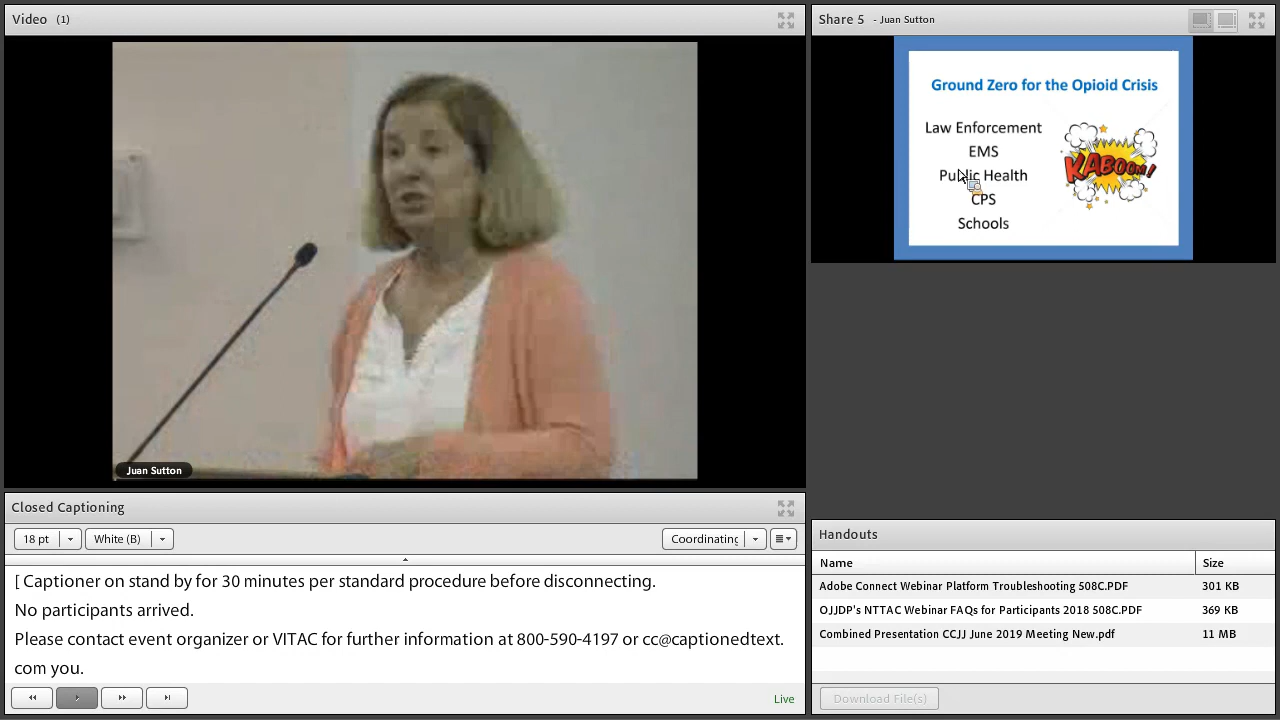 Video (1)
Juan Sutton
Share 5 - Juan Sutton
Ground Zero for the Opioid Crisis
Law Enforcement
EMS
Public Health
CPS
Schools
KABOOM!
Closed Captioning
18 pt
White (B)
Coordinating
[ Captioner on stand by for 30 minutes per standard procedure before disconnecting.
No participants arrived.
Please contact event organizer or VITAC for further information at 800-590-4197 or cc@captionedtext.
com you.
Live
Handouts
Name Size
Adobe Connect Webinar Platform Troubleshooting 508C.PDF 301 KB
OJJDP's NTTAC Webinar FAQs for Participants 2018 508C.PDF 369 KB
Combined Presentation CCJJ June 2019 Meeting New.pdf 11 MB
Download File(s)